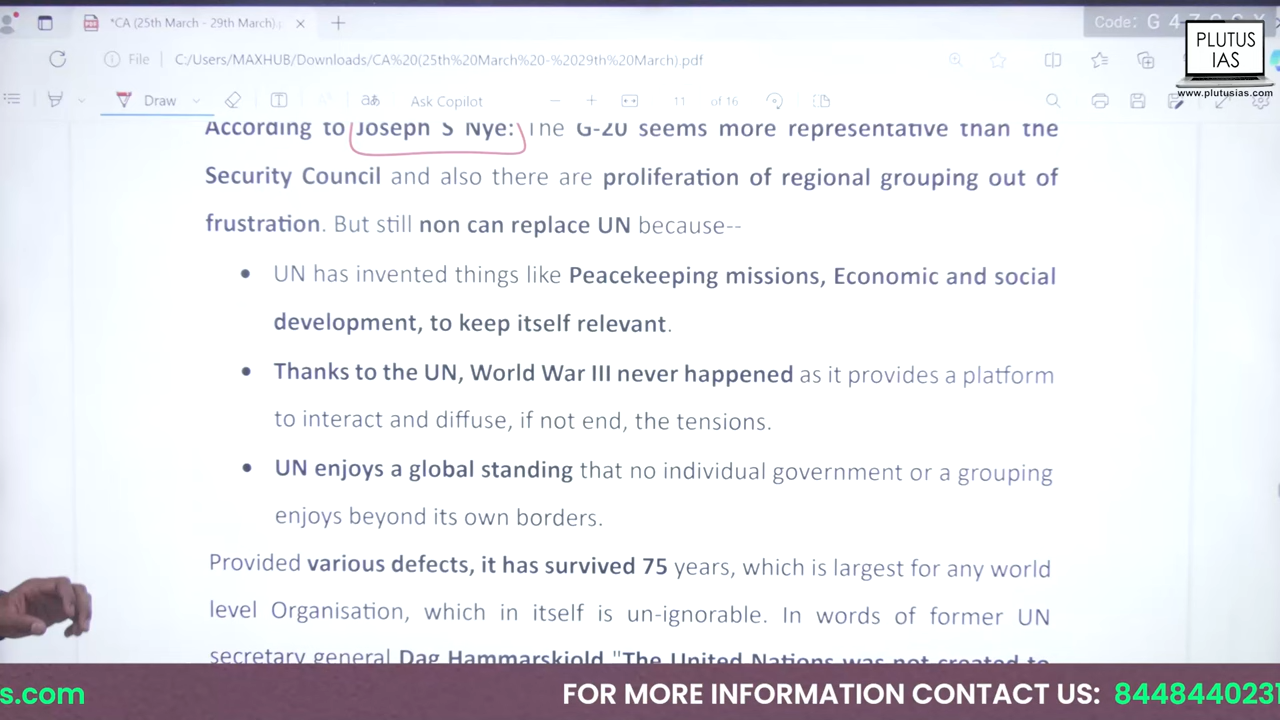 *CA (25th March - 29th March)
Code: G
PLUTUS
IAS
www.plutusias.com
File
C:/Users/MAXHUB/Downloads/CA%20(25th%20March%20-%2029th%20March).pdf
Draw
Ask Copilot
11 of 16
According to Joseph S Nye: The G-20 seems more representative than the
Security Council and also there are proliferation of regional grouping out of
frustration. But still non can replace UN because--
• UN has invented things like Peacekeeping missions, Economic and social
development, to keep itself relevant.
• Thanks to the UN, World War III never happened as it provides a platform
to interact and diffuse, if not end, the tensions.
• UN enjoys a global standing that no individual government or a grouping
enjoys beyond its own borders.
Provided various defects, it has survived 75 years, which is largest for any world
level Organisation, which in itself is un-ignorable. In words of former UN
secretary general Dag Hammarskjold "The United Nations was not created to
s.com
FOR MORE INFORMATION CONTACT US: 8448440231